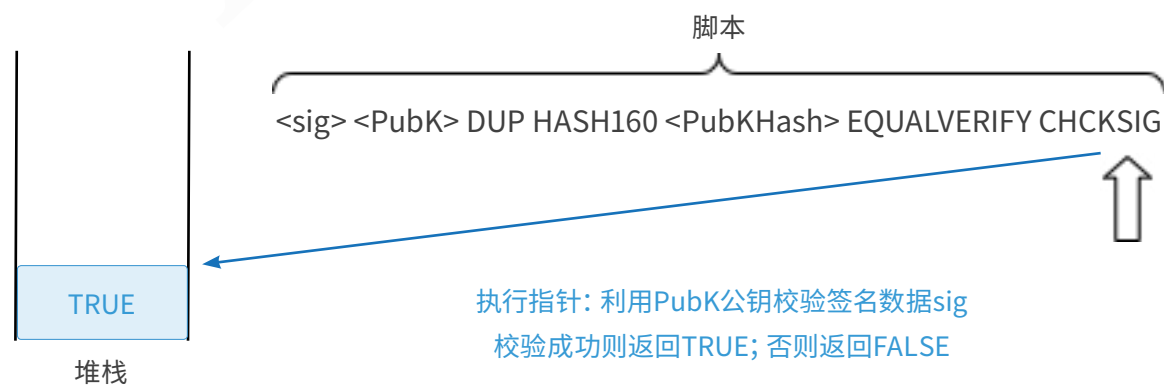 脚本
<sig> <PubK> DUP HASH160 <PubKHash> EQUALVERIFY CHCKSIG
TRUE
执行指针: 利用PubK公钥校验签名数据sig
校验成功则返回TRUE; 否则返回FALSE
堆栈